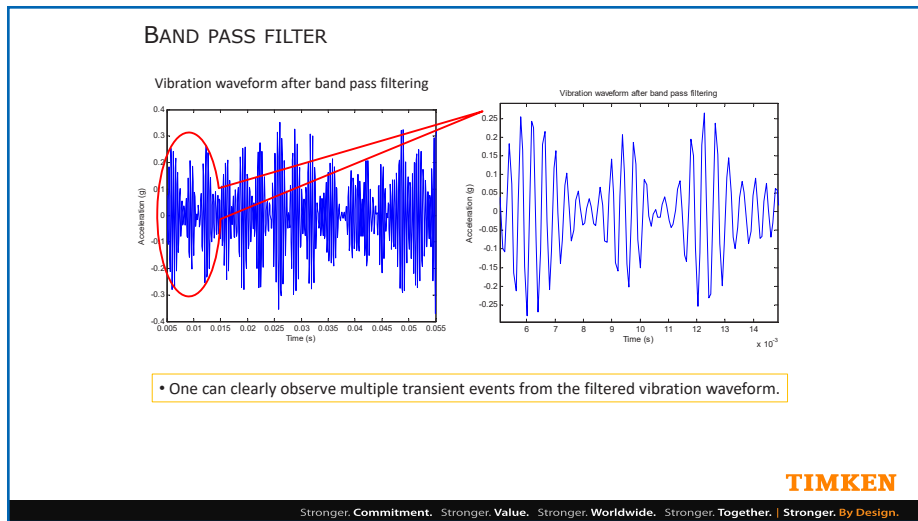 BAND PASS FILTER
Vibration waveform after band pass filtering
0.4
0.3
0.2
0.1
0
-0.1
-0.2
-0.3
-0.4
Acceleration (g)
0.005 0.01 0.015 0.02 0.025 0.03 0.035 0.04 0.045 0.05 0.055
Time (s)
Vibration waveform after band pass filtering
0.25
0.2
0.15
0.1
0.05
0
-0.05
-0.1
-0.15
-0.2
-0.25
Acceleration (g)
6 7 8 9 10 11 12 13 14
Time (s)
x 10⁻³
• One can clearly observe multiple transient events from the filtered vibration waveform.
TIMKEN
Stronger. Commitment. Stronger. Value. Stronger. Worldwide. Stronger. Together. | Stronger. By Design.